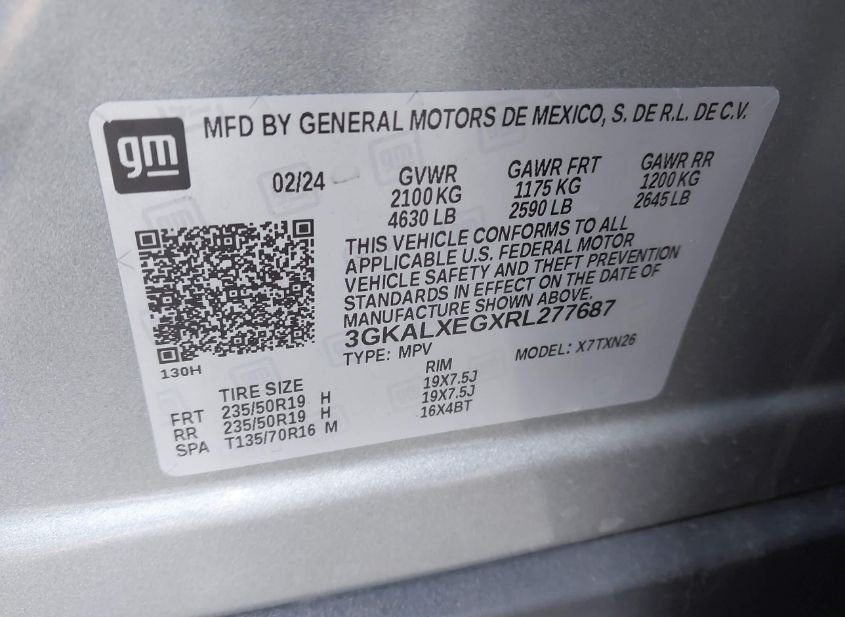 gm
MFD BY GENERAL MOTORS DE MEXICO, S. DE R.L. DE C.V.
02/24
GVWR GAWR FRT GAWR RR
2100 KG 1175 KG 1200 KG
4630 LB 2590 LB 2645 LB
THIS VEHICLE CONFORMS TO ALL
APPLICABLE U.S. FEDERAL MOTOR
VEHICLE SAFETY AND THEFT PREVENTION
STANDARDS IN EFFECT ON THE DATE OF
MANUFACTURE SHOWN ABOVE.
3GKALXEGXRL277687
TYPE: MPV MODEL: X7TXN26
130H
TIRE SIZE RIM
FRT 235/50R19 H 19X7.5J
RR 235/50R19 H 19X7.5J
SPA T135/70R16 M 16X4BT